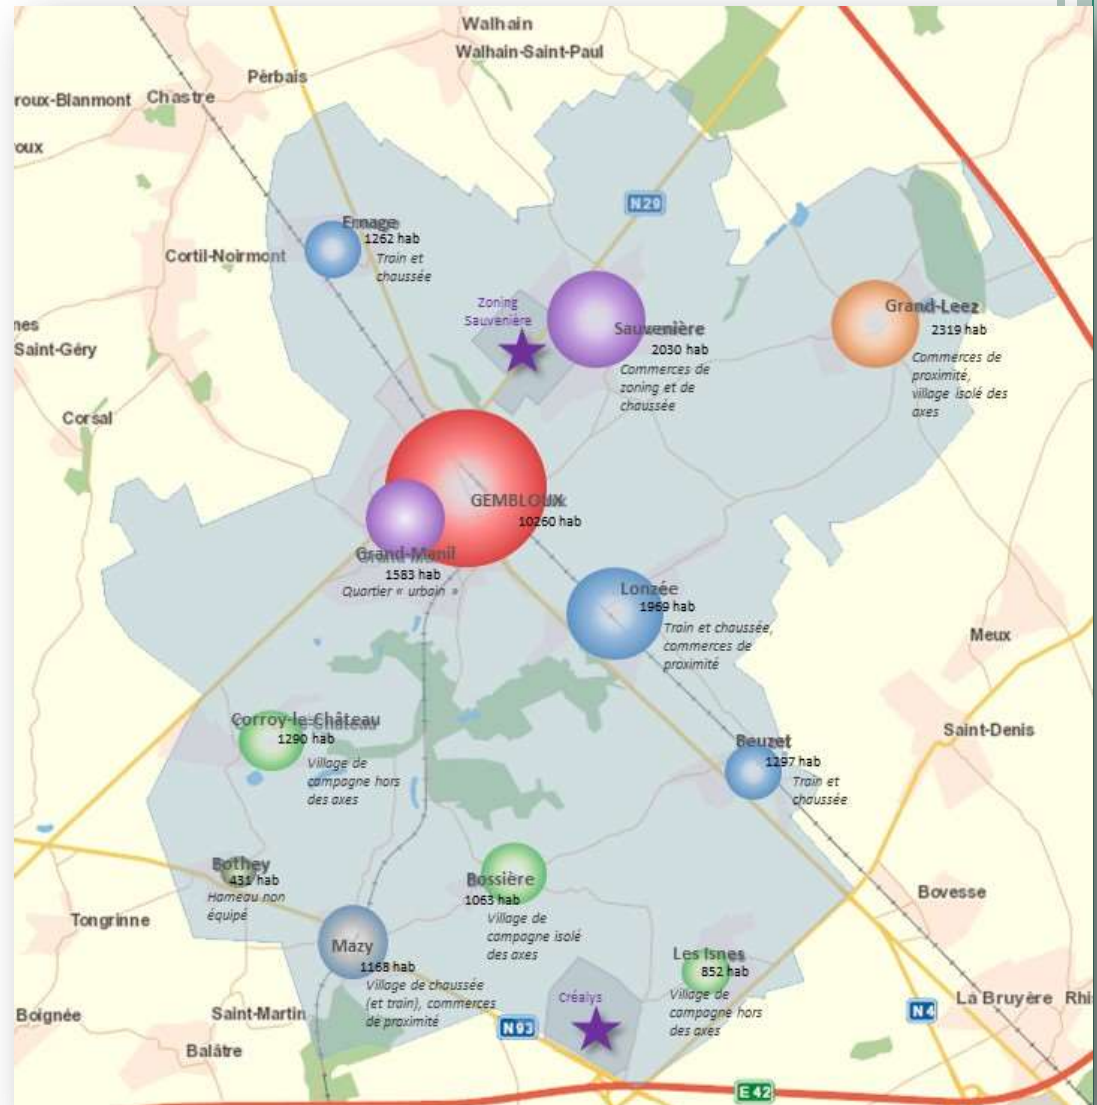 Walhain
Walhain-Saint-Paul
Perbais
roux-Blanmont
Chastre
oux
N29
Ernage
1262 hab
Train et
chaussée
Cortil-Noirmont
Zoning
Sauvenière
Sauvenière
2030 hab
Commerces de
zoning et de
chaussée
Grand-Leez
2319 hab
Commerces de
proximité,
village isolé des
axes
nes
Saint-Géry
Corsal
GEMBLOUX
10260 hab
Grand-Manil
1583 hab
Quartier « urbain »
Lonzée
1969 hab
Train et chaussée,
commerces de
proximité
Meux
Corroy-le-Château
1290 hab
Village de
campagne hors
des axes
Saint-Denis
Beuzet
1297 hab
Train et
chaussée
Bothey
431 hab
Hameau non
équipé
Bossière
1063 hab
Village de
campagne isolé
des axes
Bovesse
Tongrinne
Mazy
1168 hab
Village de chaussée
(et train), commerces
de proximité
Les Isnes
852 hab
Village de
campagne hors
des axes
Créalys
La Bruyère
Rhi
Boignée
Saint-Martin
N93
N4
Balâtre
E42